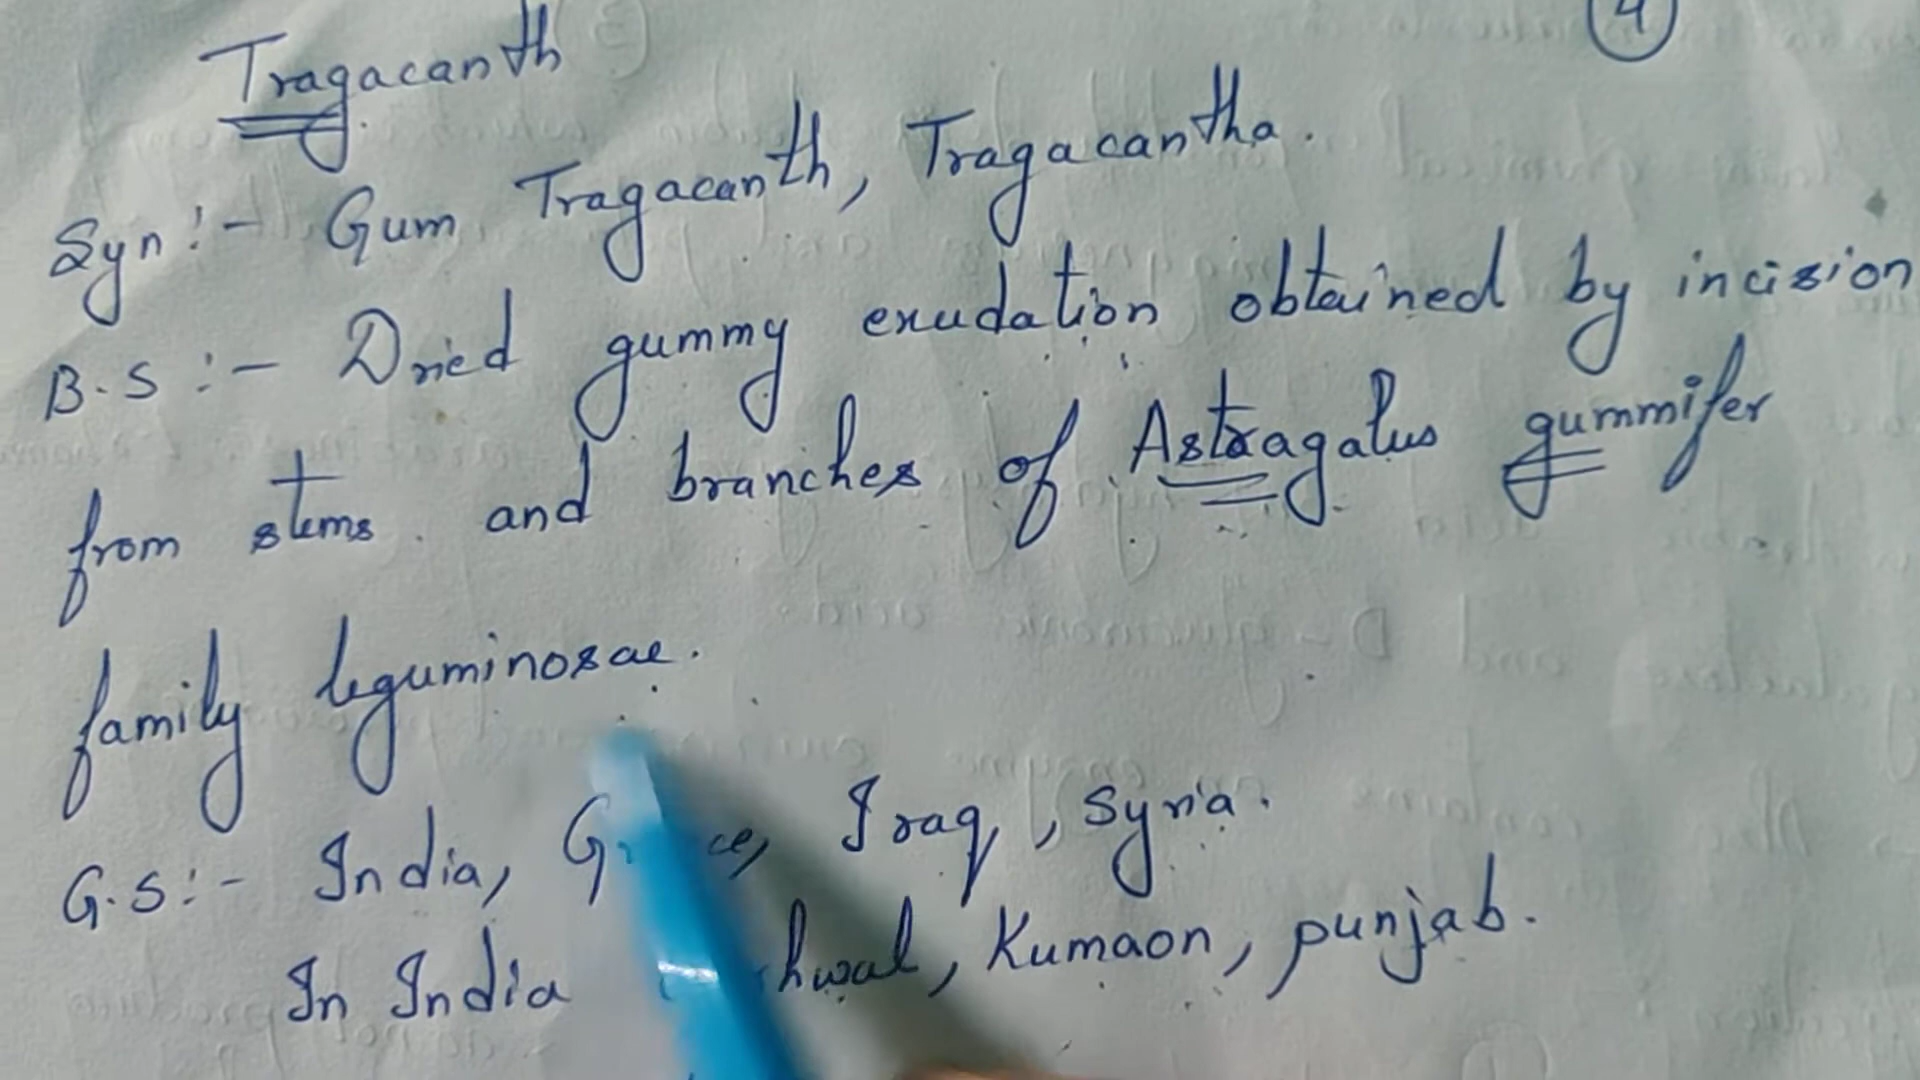 4
Tragacanth
Syn:- Gum Tragacanth, Tragacantha.
B.S:- Dried gummy exudation obtained by incision
from stems and branches of Astragalus gummifer
family leguminosae.
G.S:- India, Iraq, Syria.
In India Kumaon, punjab.